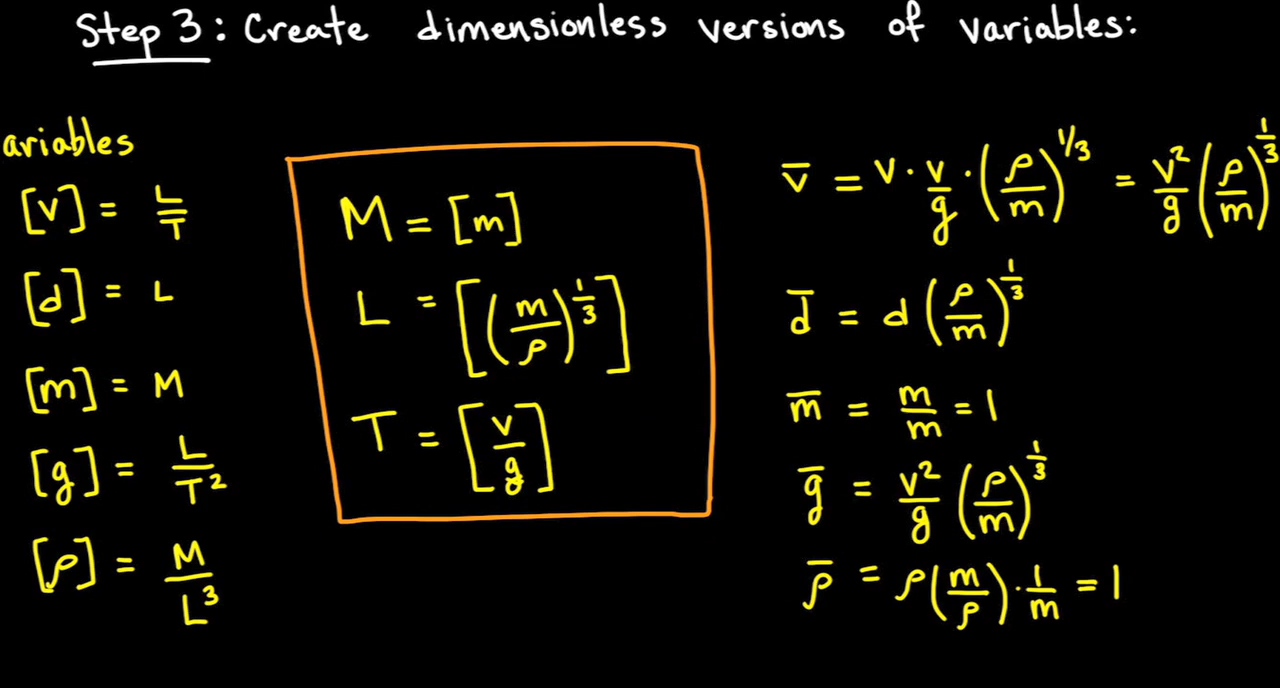 Step 3: Create dimensionless versions of variables:
ariables
[v] = L/T
[d] = L
[m] = M
[g] = L/T²
[ρ] = M/L³
M = [m]
L = [(m/ρ)^(1/3)]
T = [v/g]
v̅ = v · v/g · (ρ/m)^(1/3) = v²/g (ρ/m)^(1/3)
d̅ = d (ρ/m)^(1/3)
m̅ = m/m = 1
g̅ = v²/g (ρ/m)^(1/3)
ρ̅ = ρ(m/ρ) · 1/m = 1